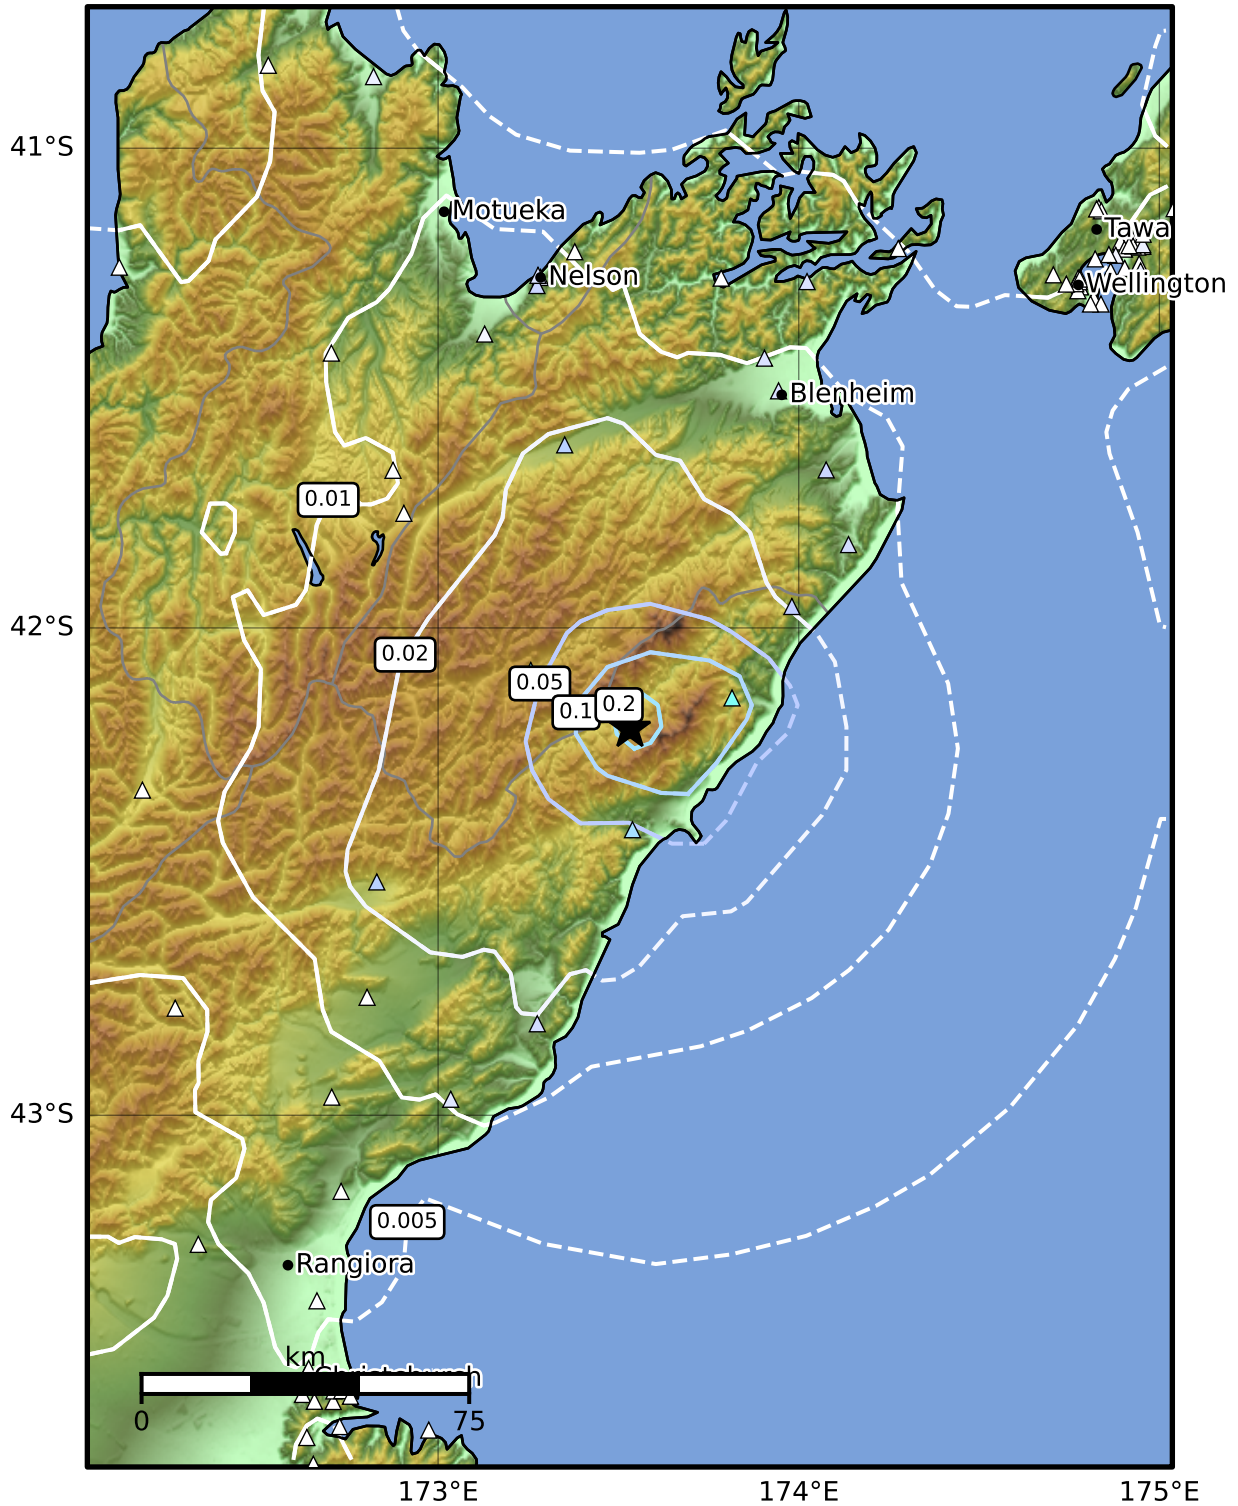 41°S
Motueka
Tawa
Nelson
Wellington
Blenheim
0.01
42°S
0.02
0.05
0.1
0.2
43°S
0.005
Rangiora
km
Christchurch
0
75
173°E
174°E
175°E